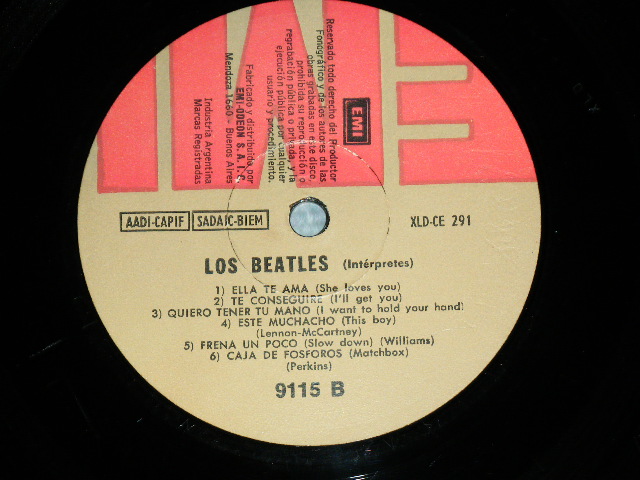 Reservado todo derecho del Productor
Fonográfico y de los autores de las
obras grabadas en este disco,
prohibida su reproducción o
regrabación pública o privada, y la
ejecución pública por cualquier
usuario y procedimiento.
Fabricado y distribuido por
EMI-ODEON S. A. I. C.
Mendoza 1660 - Buenos Aires
Industria Argentina
Marcas Registradas
EMI
AADI-CAPIF SADAIC-BIEM
XLD-CE 291
LOS BEATLES (Intérpretes)
1) ELLA TE AMA (She loves you)
2) TE CONSEGUIRE (I'll get you)
3) QUIERO TENER TU MANO (I want to hold your hand)
4) ESTE MUCHACHO (This boy)
(Lennon-McCartney)
5) FRENA UN POCO (Slow down) (Williams)
6) CAJA DE FOSFOROS (Matchbox)
(Perkins)
9115 B